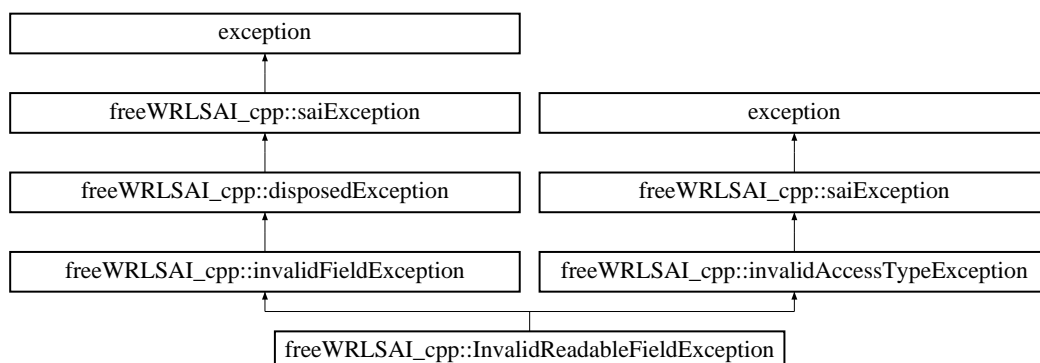 exception
freeWRLSAI_cpp::saiException
exception
freeWRLSAI_cpp::disposedException
freeWRLSAI_cpp::saiException
freeWRLSAI_cpp::invalidFieldException
freeWRLSAI_cpp::invalidAccessTypeException
freeWRLSAI_cpp::InvalidReadableFieldException